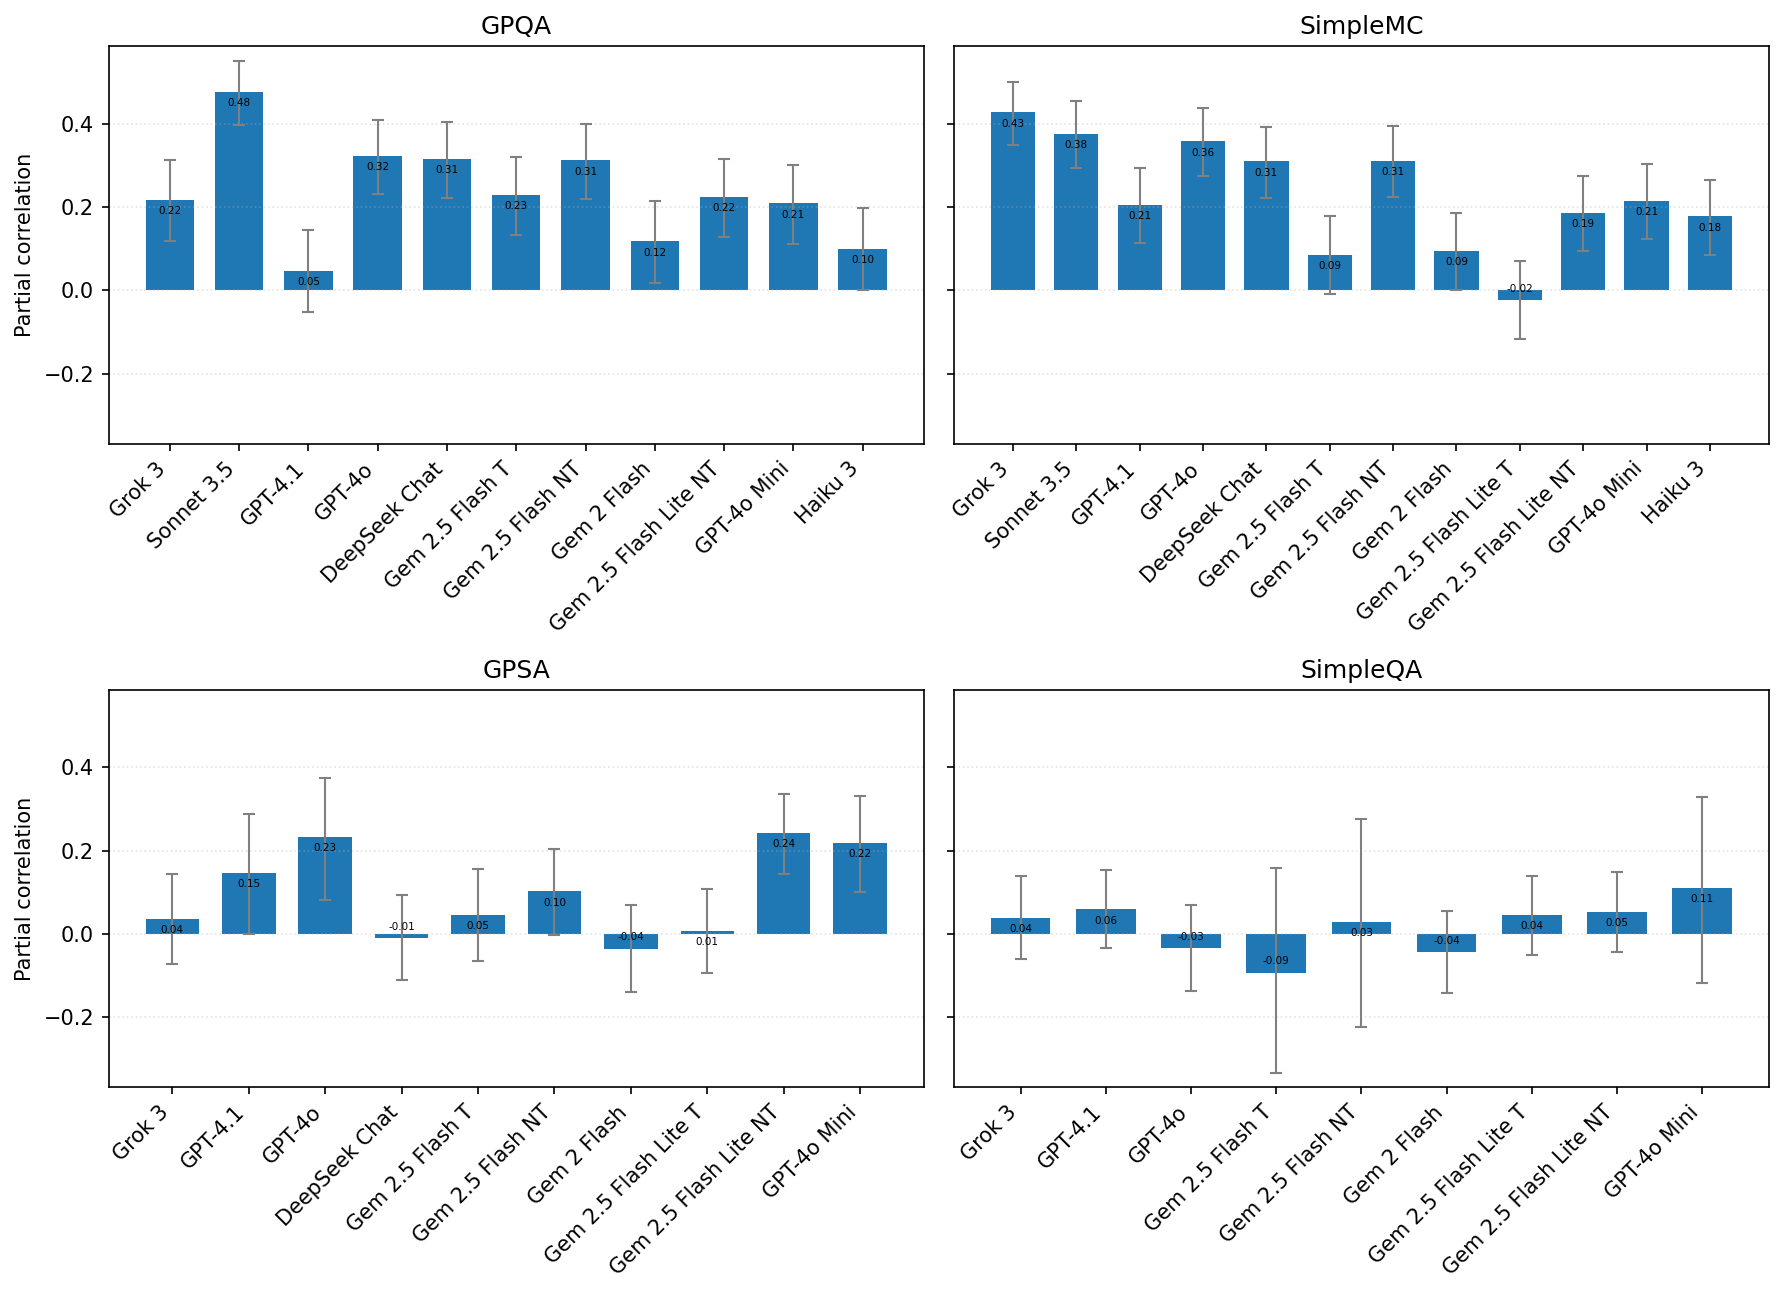 GPQA
Partial correlation
0.4
0.2
0.0
−0.2
0.22
0.48
0.05
0.32
0.31
0.23
0.31
0.12
0.22
0.21
0.10
Grok 3
Sonnet 3.5
GPT-4.1
GPT-4o
DeepSeek Chat
Gem 2.5 Flash T
Gem 2.5 Flash NT
Gem 2 Flash
Gem 2.5 Flash Lite NT
GPT-4o Mini
Haiku 3
SimpleMC
0.43
0.38
0.21
0.36
0.31
0.09
0.31
0.09
-0.02
0.19
0.21
0.18
Grok 3
Sonnet 3.5
GPT-4.1
GPT-4o
DeepSeek Chat
Gem 2.5 Flash T
Gem 2.5 Flash NT
Gem 2 Flash
Gem 2.5 Flash Lite T
Gem 2.5 Flash Lite NT
GPT-4o Mini
Haiku 3
GPSA
Partial correlation
0.4
0.2
0.0
−0.2
0.04
0.15
0.23
-0.01
0.05
0.10
-0.04
0.01
0.24
0.22
Grok 3
GPT-4.1
GPT-4o
DeepSeek Chat
Gem 2.5 Flash T
Gem 2.5 Flash NT
Gem 2 Flash
Gem 2.5 Flash Lite T
Gem 2.5 Flash Lite NT
GPT-4o Mini
SimpleQA
0.04
0.06
-0.03
-0.09
0.03
-0.04
0.04
0.05
0.11
Grok 3
GPT-4.1
GPT-4o
Gem 2.5 Flash T
Gem 2.5 Flash NT
Gem 2 Flash
Gem 2.5 Flash Lite T
Gem 2.5 Flash Lite NT
GPT-4o Mini